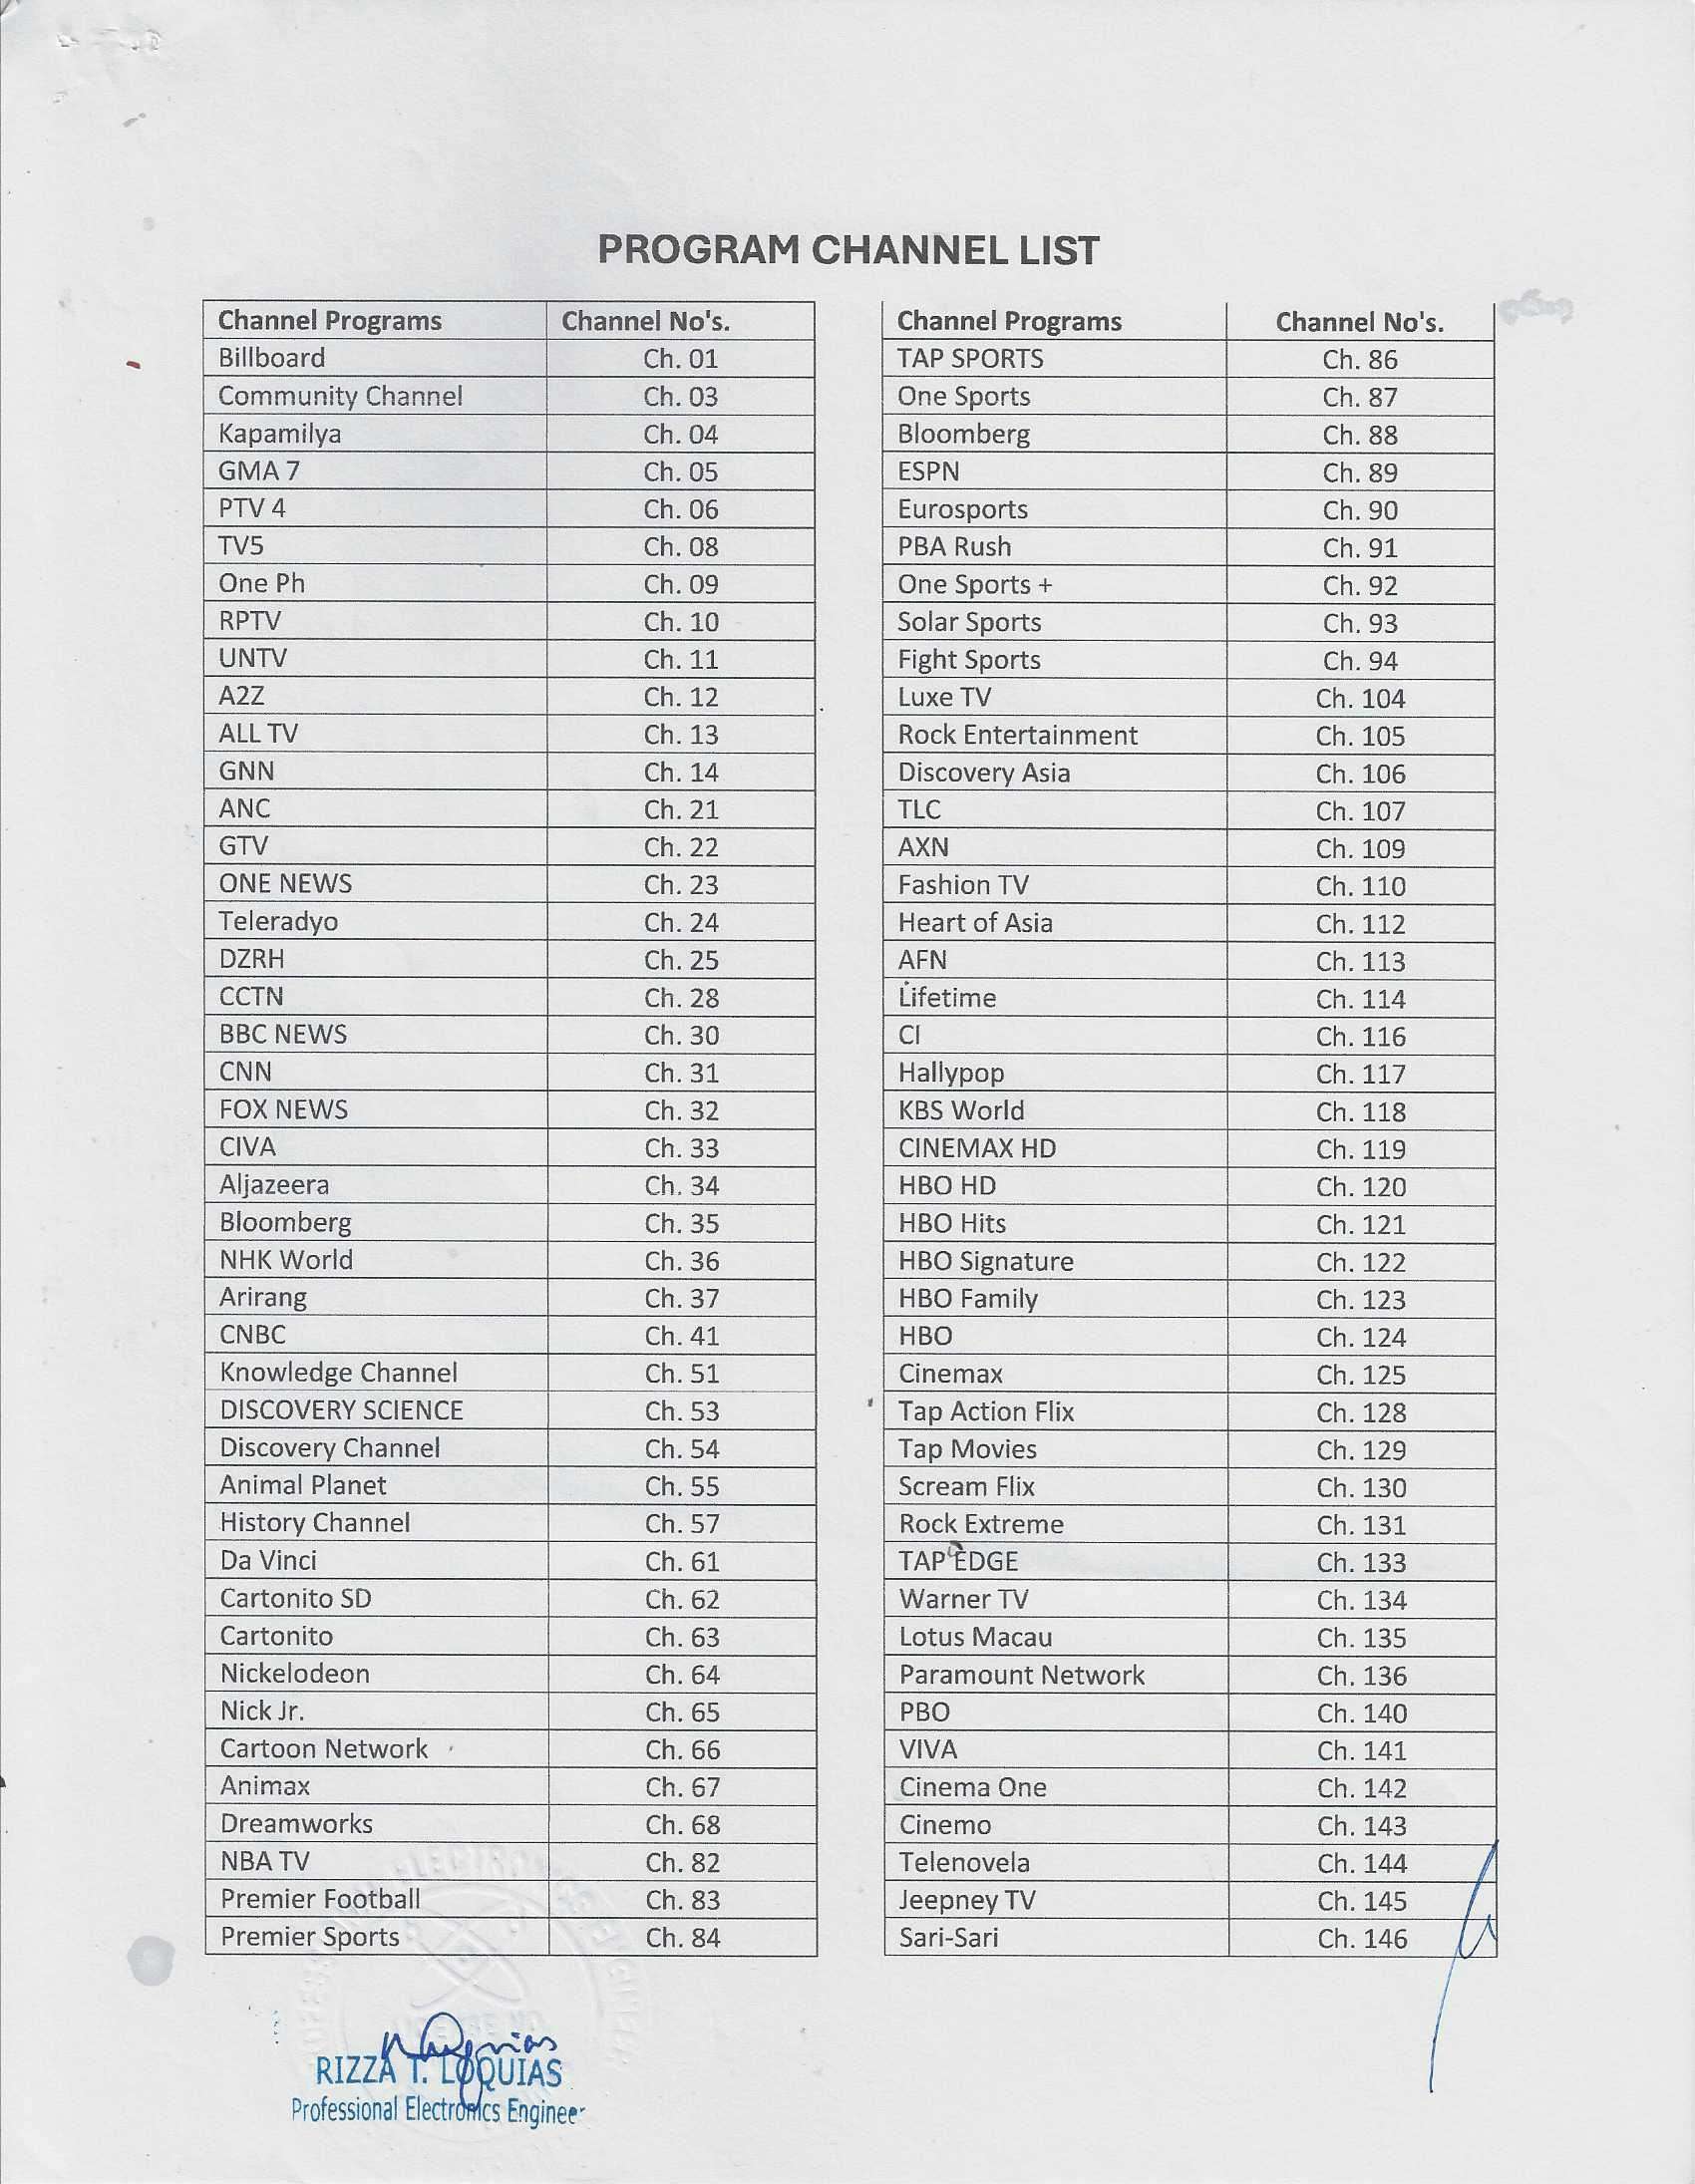 PROGRAM CHANNEL LIST
Channel Programs Channel No's.
Billboard Ch. 01
Community Channel Ch. 03
Kapamilya Ch. 04
GMA 7 Ch. 05
PTV 4 Ch. 06
TV5 Ch. 08
One Ph Ch. 09
RPTV Ch. 10
UNTV Ch. 11
A2Z Ch. 12
ALL TV Ch. 13
GNN Ch. 14
ANC Ch. 21
GTV Ch. 22
ONE NEWS Ch. 23
Teleradyo Ch. 24
DZRH Ch. 25
CCTN Ch. 28
BBC NEWS Ch. 30
CNN Ch. 31
FOX NEWS Ch. 32
CIVA Ch. 33
Aljazeera Ch. 34
Bloomberg Ch. 35
NHK World Ch. 36
Arirang Ch. 37
CNBC Ch. 41
Knowledge Channel Ch. 51
DISCOVERY SCIENCE Ch. 53
Discovery Channel Ch. 54
Animal Planet Ch. 55
History Channel Ch. 57
Da Vinci Ch. 61
Cartonito SD Ch. 62
Cartonito Ch. 63
Nickelodeon Ch. 64
Nick Jr. Ch. 65
Cartoon Network Ch. 66
Animax Ch. 67
Dreamworks Ch. 68
NBA TV Ch. 82
Premier Football Ch. 83
Premier Sports Ch. 84
Channel Programs Channel No's.
TAP SPORTS Ch. 86
One Sports Ch. 87
Bloomberg Ch. 88
ESPN Ch. 89
Eurosports Ch. 90
PBA Rush Ch. 91
One Sports + Ch. 92
Solar Sports Ch. 93
Fight Sports Ch. 94
Luxe TV Ch. 104
Rock Entertainment Ch. 105
Discovery Asia Ch. 106
TLC Ch. 107
AXN Ch. 109
Fashion TV Ch. 110
Heart of Asia Ch. 112
AFN Ch. 113
Lifetime Ch. 114
CI Ch. 116
Hallypop Ch. 117
KBS World Ch. 118
CINEMAX HD Ch. 119
HBO HD Ch. 120
HBO Hits Ch. 121
HBO Signature Ch. 122
HBO Family Ch. 123
HBO Ch. 124
Cinemax Ch. 125
Tap Action Flix Ch. 128
Tap Movies Ch. 129
Scream Flix Ch. 130
Rock Extreme Ch. 131
TAP EDGE Ch. 133
Warner TV Ch. 134
Lotus Macau Ch. 135
Paramount Network Ch. 136
PBO Ch. 140
VIVA Ch. 141
Cinema One Ch. 142
Cinemo Ch. 143
Telenovela Ch. 144
Jeepney TV Ch. 145
Sari-Sari Ch. 146
RIZZA T. LOQUIAS
Professional Electronics Engineer